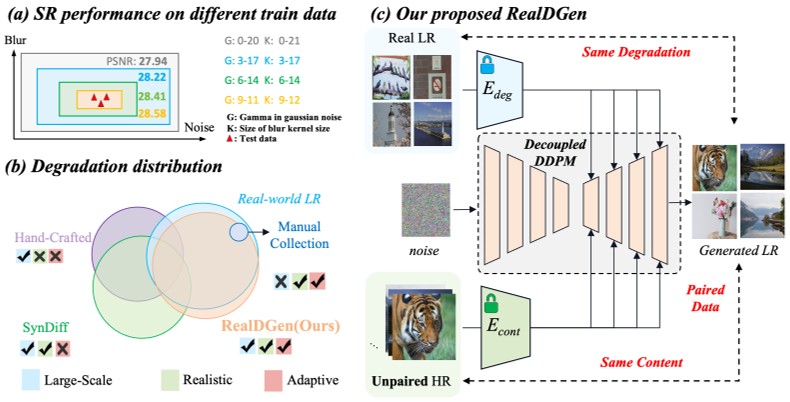 (a) SR performance on different train data
Blur
PSNR: 27.94
28.22
28.41
28.58
Noise
G: 0-20 K: 0-21
G: 3-17 K: 3-17
G: 6-14 K: 6-14
G: 9-11 K: 9-12
G: Gamma in gaussian noise
K: Size of blur kernel size
: Test data
(b) Degradation distribution
Real-world LR
Hand-Crafted
Manual
Collection
SynDiff
RealDGen(Ours)
Large-Scale
Realistic
Adaptive
(c) Our proposed RealDGen
Real LR
Same Degradation
E_deg
Decoupled
DDPM
noise
Generated LR
Paired
Data
E_cont
Same Content
Unpaired HR